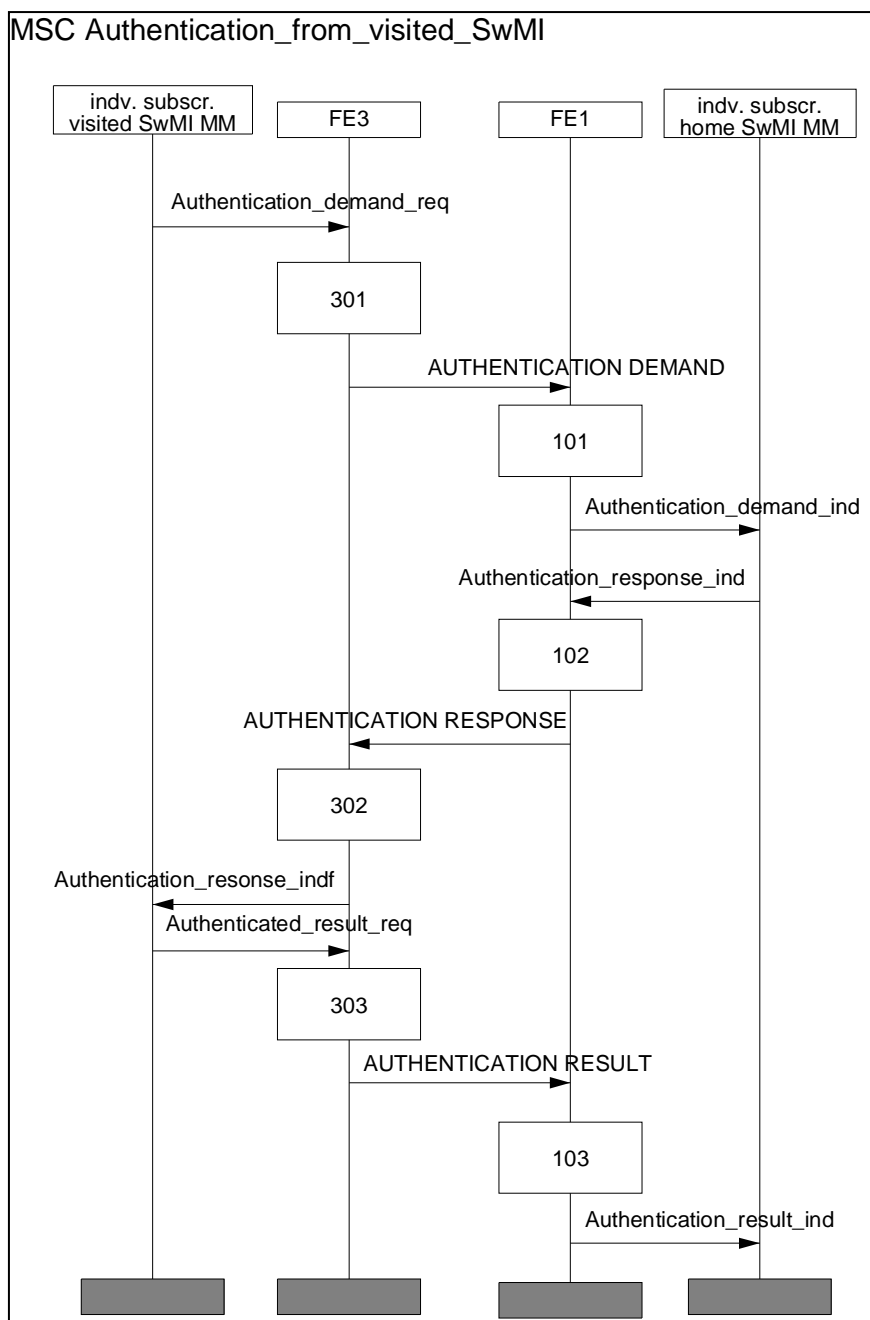 MSC Authentication_from_visited_SwMI
indv. subscr.
visited SwMI MM
FE3
FE1
indv. subscr.
home SwMI MM
Authentication_demand_req
301
AUTHENTICATION DEMAND
101
Authentication_demand_ind
Authentication_response_ind
102
AUTHENTICATION RESPONSE
302
Authentication_resonse_indf
Authenticated_result_req
303
AUTHENTICATION RESULT
103
Authentication_result_ind